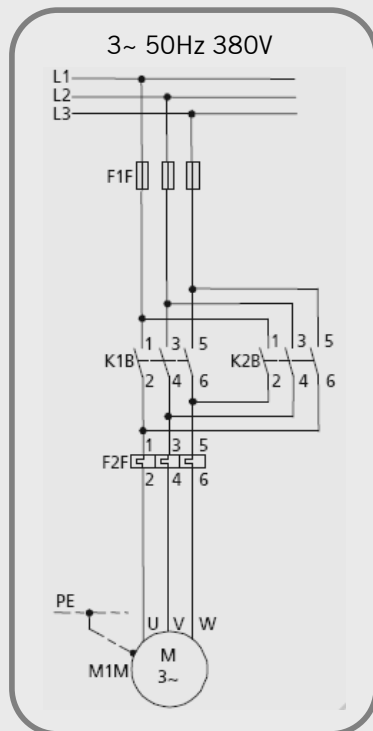 3~ 50Hz 380V
L1
L2
L3
F1F
1 3 5 1 3 5
K1B K2B
2 4 6 2 4 6
1 3 5
F2F
2 4 6
PE
U V W
M
M1M
3~